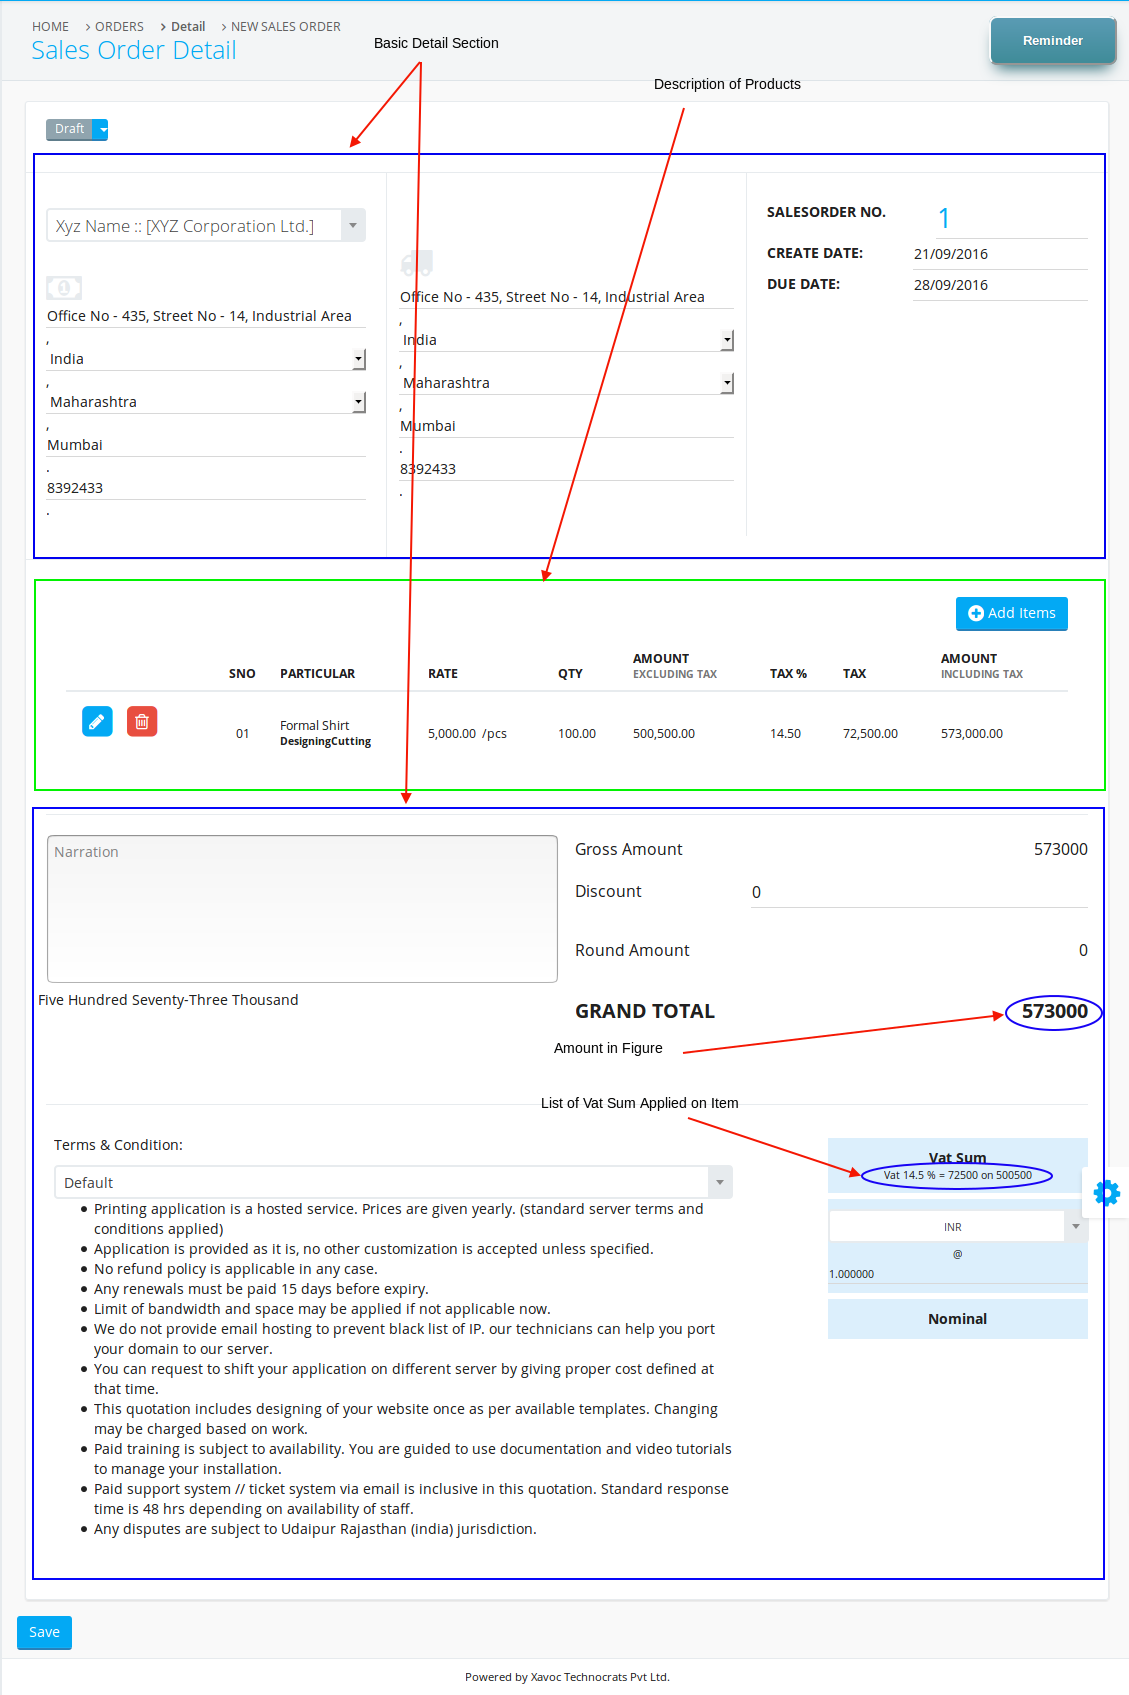 HOME > ORDERS > Detail > NEW SALES ORDER
Sales Order Detail
Basic Detail Section
Reminder
Description of Products
Draft
Xyz Name :: [XYZ Corporation Ltd.]
1
Office No - 435, Street No - 14, Industrial Area
,
India
,
Maharashtra
,
Mumbai
.
8392433
.
Office No - 435, Street No - 14, Industrial Area
,
India
,
Maharashtra
,
Mumbai
.
8392433
.
SALESORDER NO. 1
CREATE DATE: 21/09/2016
DUE DATE: 28/09/2016
Add Items
SNO PARTICULAR RATE QTY AMOUNT EXCLUDING TAX TAX % TAX AMOUNT INCLUDING TAX
01 Formal Shirt 5,000.00 /pcs 100.00 500,500.00 14.50 72,500.00 573,000.00
DesigningCutting
Narration
Five Hundred Seventy-Three Thousand
Gross Amount 573000
Discount 0
Round Amount 0
GRAND TOTAL 573000
Amount in Figure
List of Vat Sum Applied on Item
Terms & Condition:
Default
• Printing application is a hosted service. Prices are given yearly. (standard server terms and
conditions applied)
• Application is provided as it is, no other customization is accepted unless specified.
• No refund policy is applicable in any case.
• Any renewals must be paid 15 days before expiry.
• Limit of bandwidth and space may be applied if not applicable now.
• We do not provide email hosting to prevent black list of IP. our technicians can help you port
your domain to our server.
• You can request to shift your application on different server by giving proper cost defined at
that time.
• This quotation includes designing of your website once as per available templates. Changing
may be charged based on work.
• Paid training is subject to availability. You are guided to use documentation and video tutorials
to manage your installation.
• Paid support system // ticket system via email is inclusive in this quotation. Standard response
time is 48 hrs depending on availability of staff.
• Any disputes are subject to Udaipur Rajasthan (india) jurisdiction.
Vat Sum
Vat 14.5 % = 72500 on 500500
INR
@
1.000000
Nominal
Save
Powered by Xavoc Technocrats Pvt Ltd.